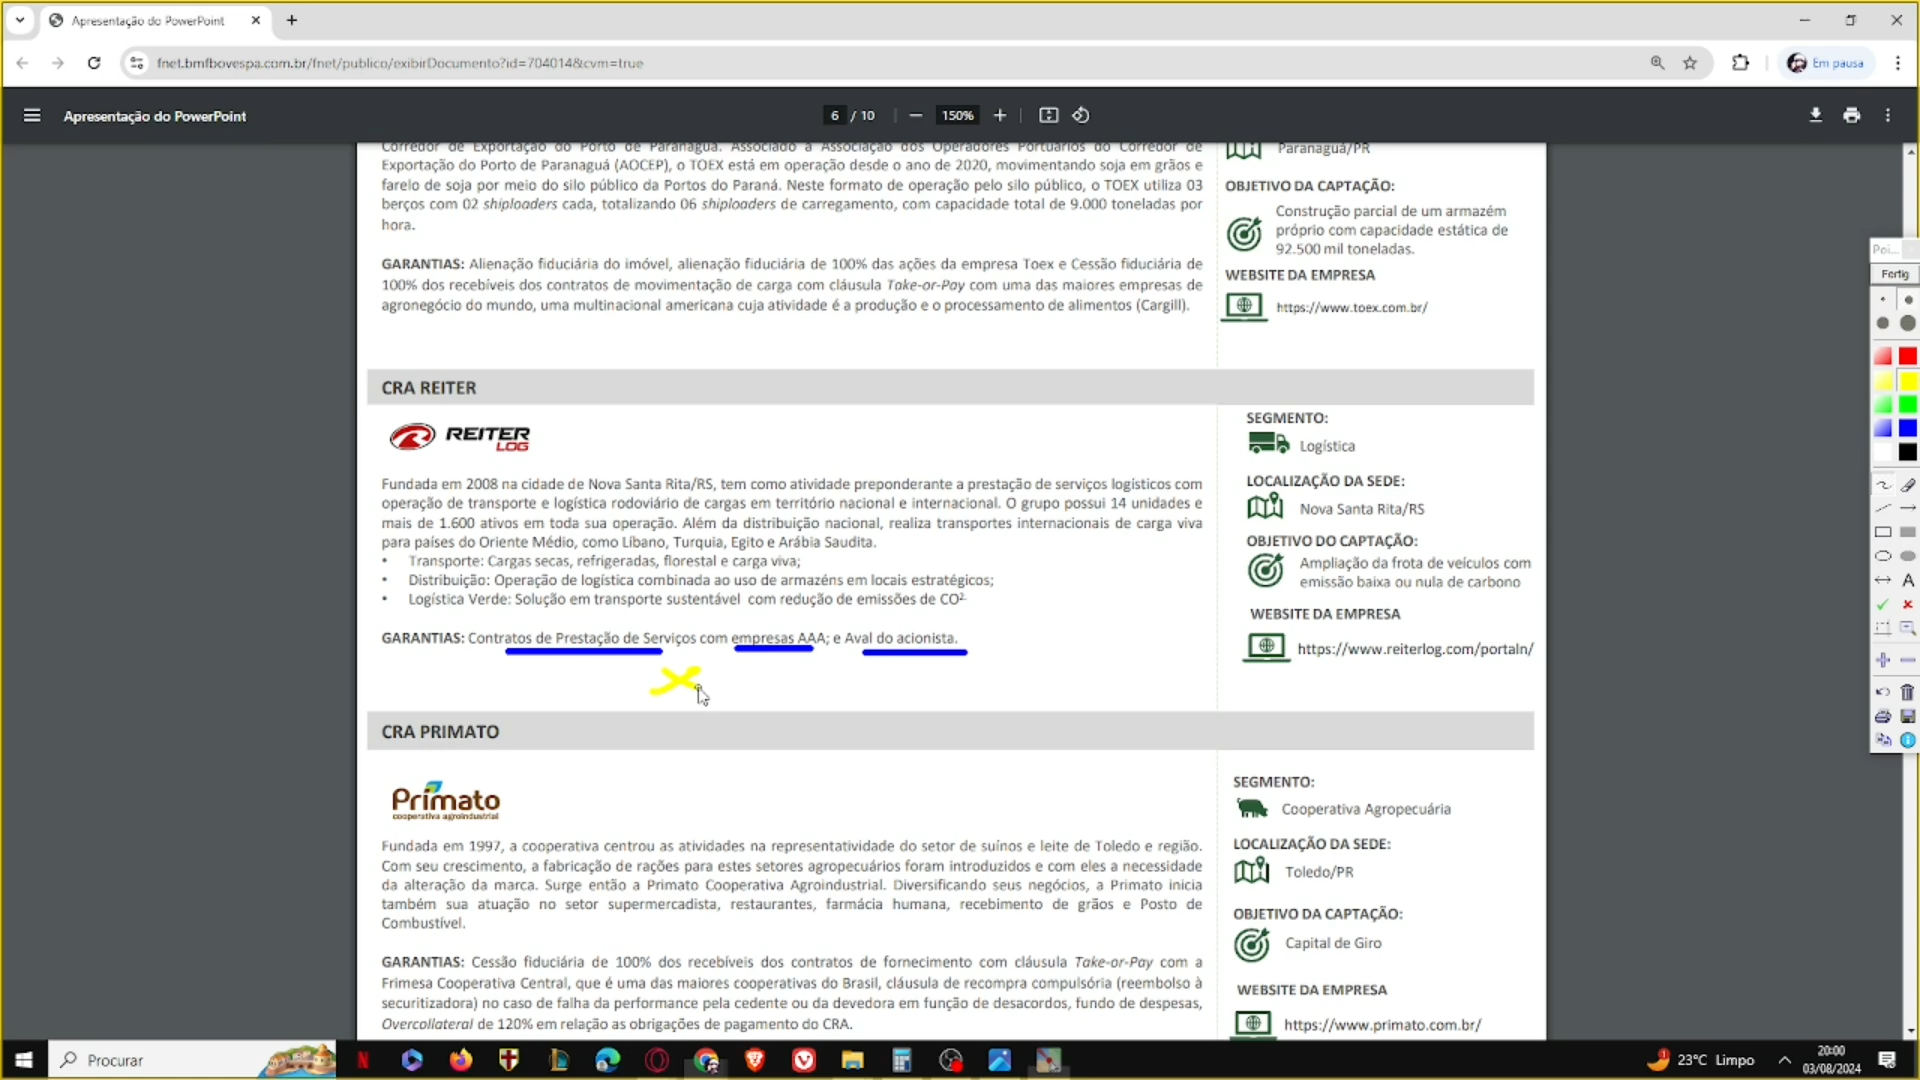 Apresentação do PowerPoint
fnet.bmfbovespa.com.br/fnet/publico/exibirDocumento?id=704014&cvm=true
Em pausa
Apresentação do PowerPoint
6 / 10
150%
Corredor de Exportação do Porto de Paranaguá. Associado à Associação dos Operadores Portuários do Corredor de
Exportação do Porto de Paranaguá (AOCEP), o TOEX está em operação desde o ano de 2020, movimentando soja em grãos e
farelo de soja por meio do silo público da Portos do Paraná. Neste formato de operação pelo silo público, o TOEX utiliza 03
berços com 02 shiploaders cada, totalizando 06 shiploaders de carregamento, com capacidade total de 9.000 toneladas por
hora.
GARANTIAS: Alienação fiduciária do imóvel, alienação fiduciária de 100% das ações da empresa Toex e Cessão fiduciária de
100% dos recebíveis dos contratos de movimentação de carga com cláusula Take-or-Pay com uma das maiores empresas de
agronegócio do mundo, uma multinacional americana cuja atividade é a produção e o processamento de alimentos (Cargill).
Paranaguá/PR
OBJETIVO DA CAPTAÇÃO:
Construção parcial de um armazém
próprio com capacidade estática de
92.500 mil toneladas.
WEBSITE DA EMPRESA
https://www.toex.com.br/
CRA REITER
REITER
LOG
Fundada em 2008 na cidade de Nova Santa Rita/RS, tem como atividade preponderante a prestação de serviços logísticos com
operação de transporte e logística rodoviário de cargas em território nacional e internacional. O grupo possui 14 unidades e
mais de 1.600 ativos em toda sua operação. Além da distribuição nacional, realiza transportes internacionais de carga viva
para países do Oriente Médio, como Líbano, Turquia, Egito e Arábia Saudita.
• Transporte: Cargas secas, refrigeradas, florestal e carga viva;
• Distribuição: Operação de logística combinada ao uso de armazéns em locais estratégicos;
• Logística Verde: Solução em transporte sustentável com redução de emissões de CO².
GARANTIAS: Contratos de Prestação de Serviços com empresas AAA; e Aval do acionista.
SEGMENTO:
Logística
LOCALIZAÇÃO DA SEDE:
Nova Santa Rita/RS
OBJETIVO DO CAPTAÇÃO:
Ampliação da frota de veículos com
emissão baixa ou nula de carbono
WEBSITE DA EMPRESA
https://www.reiterlog.com/portaln/
CRA PRIMATO
Primato
cooperativa agroindustrial
Fundada em 1997, a cooperativa centrou as atividades na representatividade do setor de suínos e leite de Toledo e região.
Com seu crescimento, a fabricação de rações para estes setores agropecuários foram introduzidos e com eles a necessidade
da alteração da marca. Surge então a Primato Cooperativa Agroindustrial. Diversificando seus negócios, a Primato inicia
também sua atuação no setor supermercadista, restaurantes, farmácia humana, recebimento de grãos e Posto de
Combustível.
GARANTIAS: Cessão fiduciária de 100% dos recebíveis dos contratos de fornecimento com cláusula Take-or-Pay com a
Frimesa Cooperativa Central, que é uma das maiores cooperativas do Brasil, cláusula de recompra compulsória (reembolso à
securitizadora) no caso de falha da performance pela cedente ou da devedora em função de desacordos, fundo de despesas,
Overcollateral de 120% em relação as obrigações de pagamento do CRA.
SEGMENTO:
Cooperativa Agropecuária
LOCALIZAÇÃO DA SEDE:
Toledo/PR
OBJETIVO DA CAPTAÇÃO:
Capital de Giro
WEBSITE DA EMPRESA
https://www.primato.com.br/
Poi...
Fertig
A
Procurar
23°C Limpo
20:00
03/08/2024